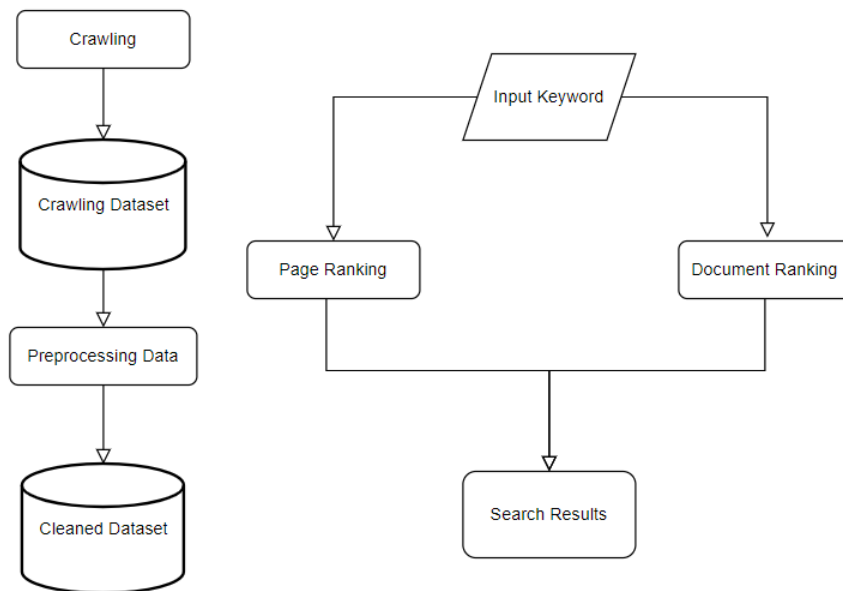 Crawling
Crawling Dataset
Preprocessing Data
Cleaned Dataset
Input Keyword
Page Ranking
Document Ranking
Search Results